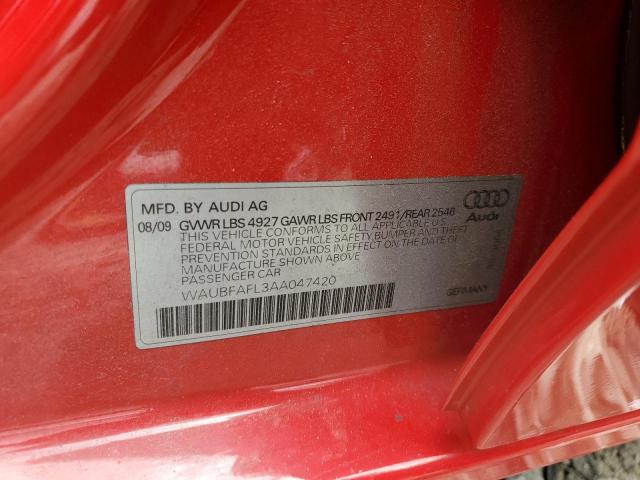 MFD. BY AUDI AG
08/09 GVWR LBS 4927 GAWR LBS FRONT 2491/REAR 2546
THIS VEHICLE CONFORMS TO ALL APPLICABLE U.S.
FEDERAL MOTOR VEHICLE SAFETY, BUMPER AND THEFT
PREVENTION STANDARDS IN EFFECT ON THE DATE OF
MANUFACTURE SHOWN ABOVE
PASSENGER CAR
WAUBFAFL3AA047420
Audi
GERMANY